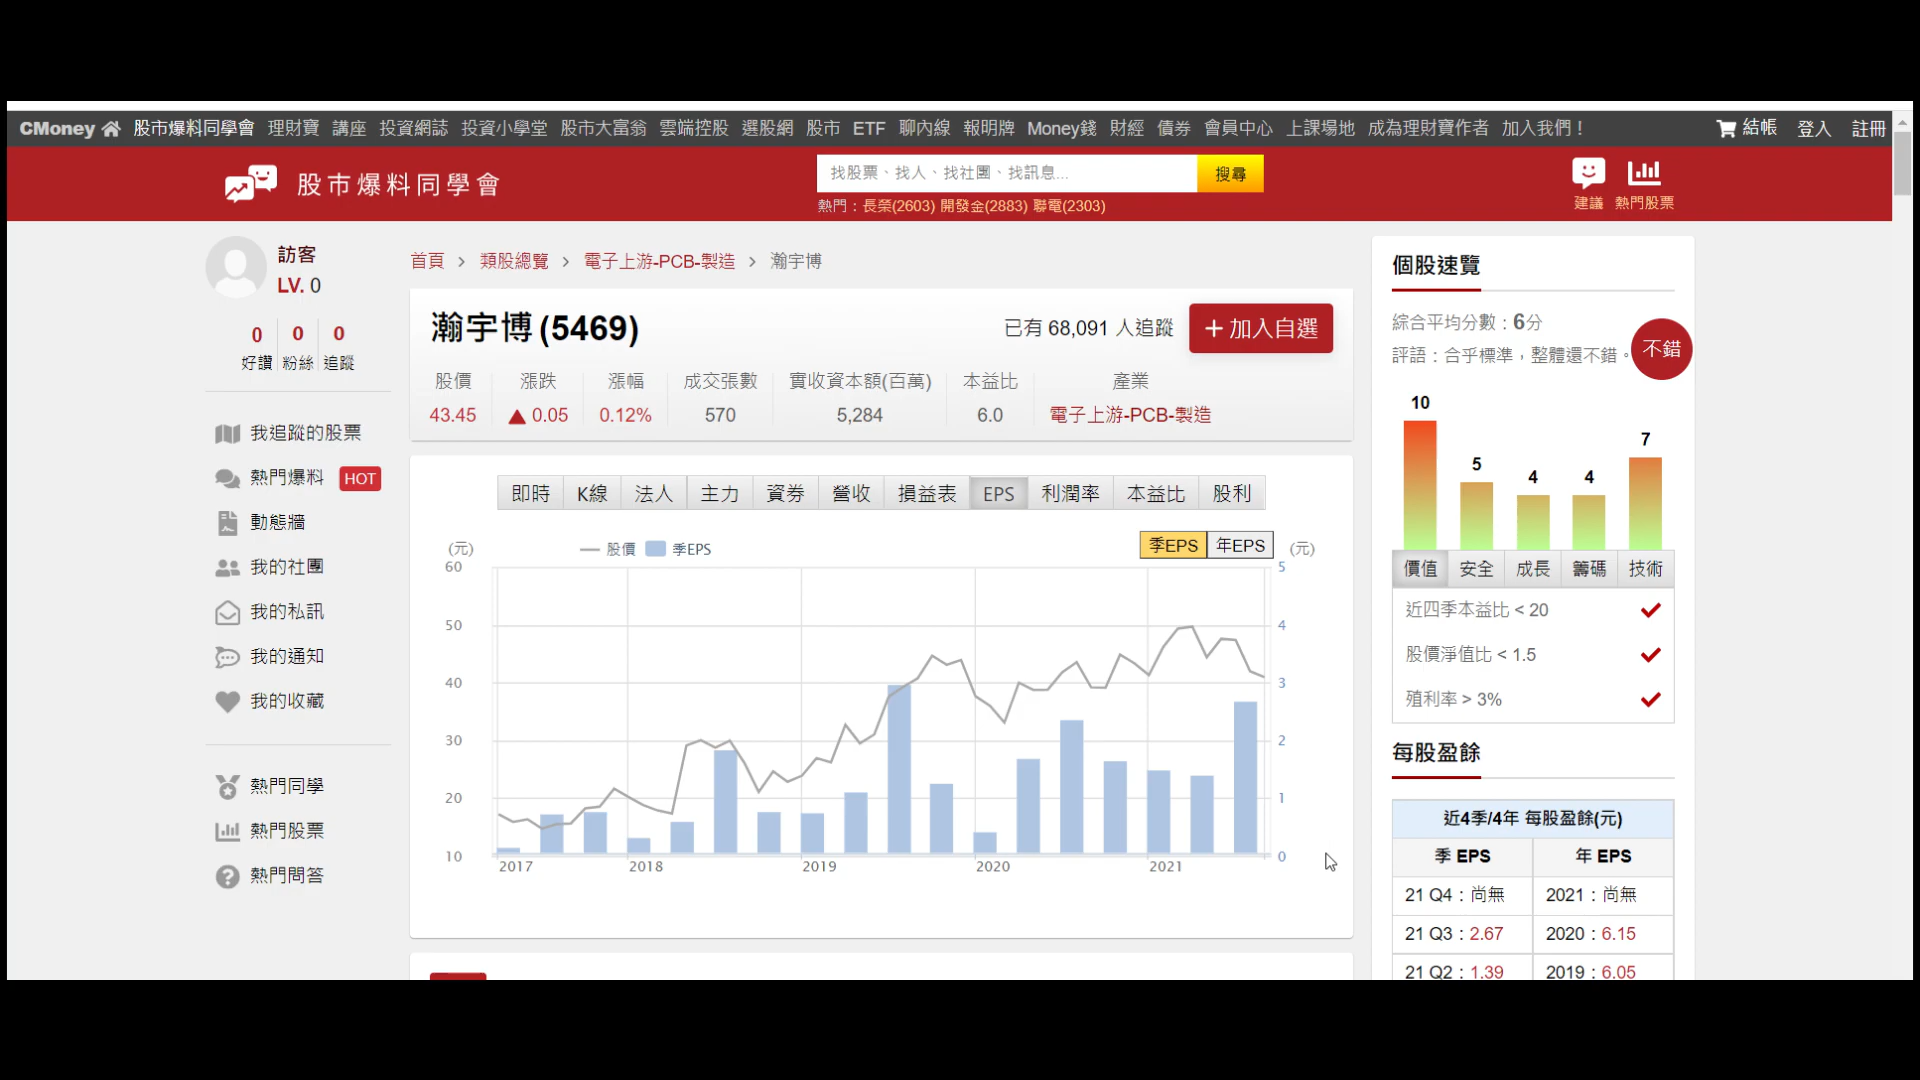 CMoney 股市爆料同學會 理財寶 講座 投資網誌 投資小學堂 股市大富翁 雲端控股 選股網 股市 ETF 聊內線 報明牌 Money錢 財經 債券 會員中心 上課場地 成為理財寶作者 加入我們！ 結帳 登入 註冊
股市爆料同學會
找股票、找人、找社團、找訊息...
搜尋
熱門：長榮(2603) 開發金(2883) 聯電(2303)
建議 熱門股票
訪客
LV. 0
0 0 0
好讚 粉絲 追蹤
我追蹤的股票
熱門爆料 HOT
動態牆
我的社團
我的私訊
我的通知
我的收藏
熱門同學
熱門股票
熱門問答
首頁 > 類股總覽 > 電子上游-PCB-製造 > 瀚宇博
瀚宇博(5469)
已有 68,091 人追蹤
+ 加入自選
股價 漲跌 漲幅 成交張數 實收資本額(百萬) 本益比 產業
43.45 ▲ 0.05 0.12% 570 5,284 6.0 電子上游-PCB-製造
即時 K線 法人 主力 資券 營收 損益表 EPS 利潤率 本益比 股利
季EPS 年EPS
(元) 股價 季EPS (元)
60 5
50 4
40 3
30 2
20 1
10 0
2017 2018 2019 2020 2021
個股速覽
綜合平均分數：6分
評語：合乎標準，整體還不錯。
不錯
10 5 4 4 7
價值 安全 成長 籌碼 技術
近四季本益比 < 20
股價淨值比 < 1.5
殖利率 > 3%
每股盈餘
近4季/4年 每股盈餘(元)
季 EPS 年 EPS
21 Q4：尚無 2021：尚無
21 Q3：2.67 2020：6.15
21 Q2：1.39 2019：6.05